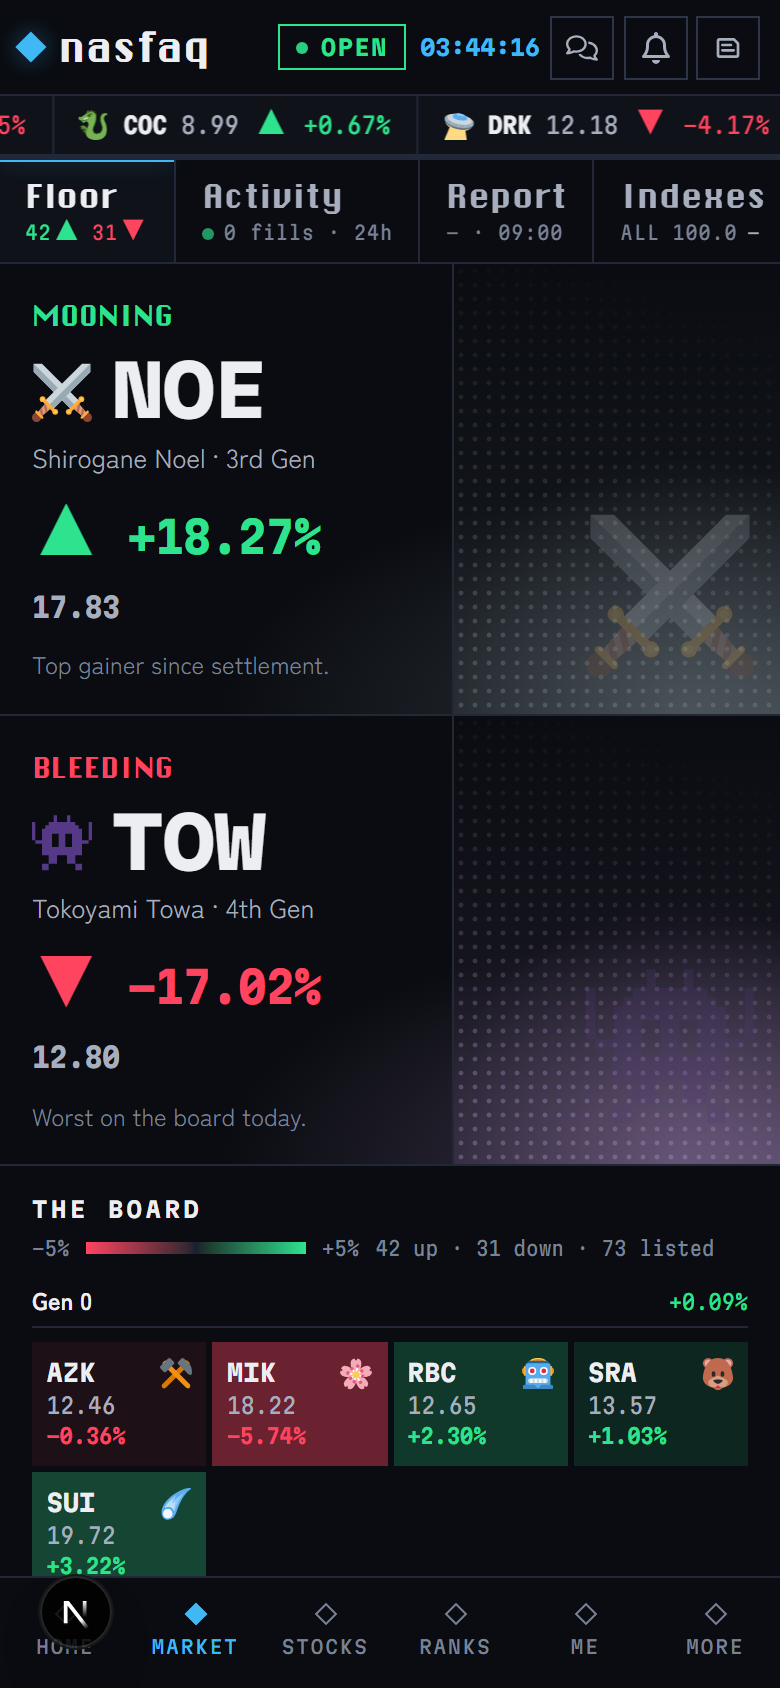 nasfaq
OPEN 03:44:16
5% COC 8.99 ▲ +0.67% DRK 12.18 ▼ −4.17%
Floor Activity Report Indexes
42▲ 31▼ 0 fills · 24h – · 09:00 ALL 100.0 –
MOONING
NOE
Shirogane Noel · 3rd Gen
▲ +18.27%
17.83
Top gainer since settlement.
BLEEDING
TOW
Tokoyami Towa · 4th Gen
▼ −17.02%
12.80
Worst on the board today.
THE BOARD
−5% +5% 42 up · 31 down · 73 listed
Gen 0 +0.09%
AZK MIK RBC SRA
12.46 18.22 12.65 13.57
−0.36% −5.74% +2.30% +1.03%
SUI
19.72
+3.22%
N
HOME MARKET STOCKS RANKS ME MORE